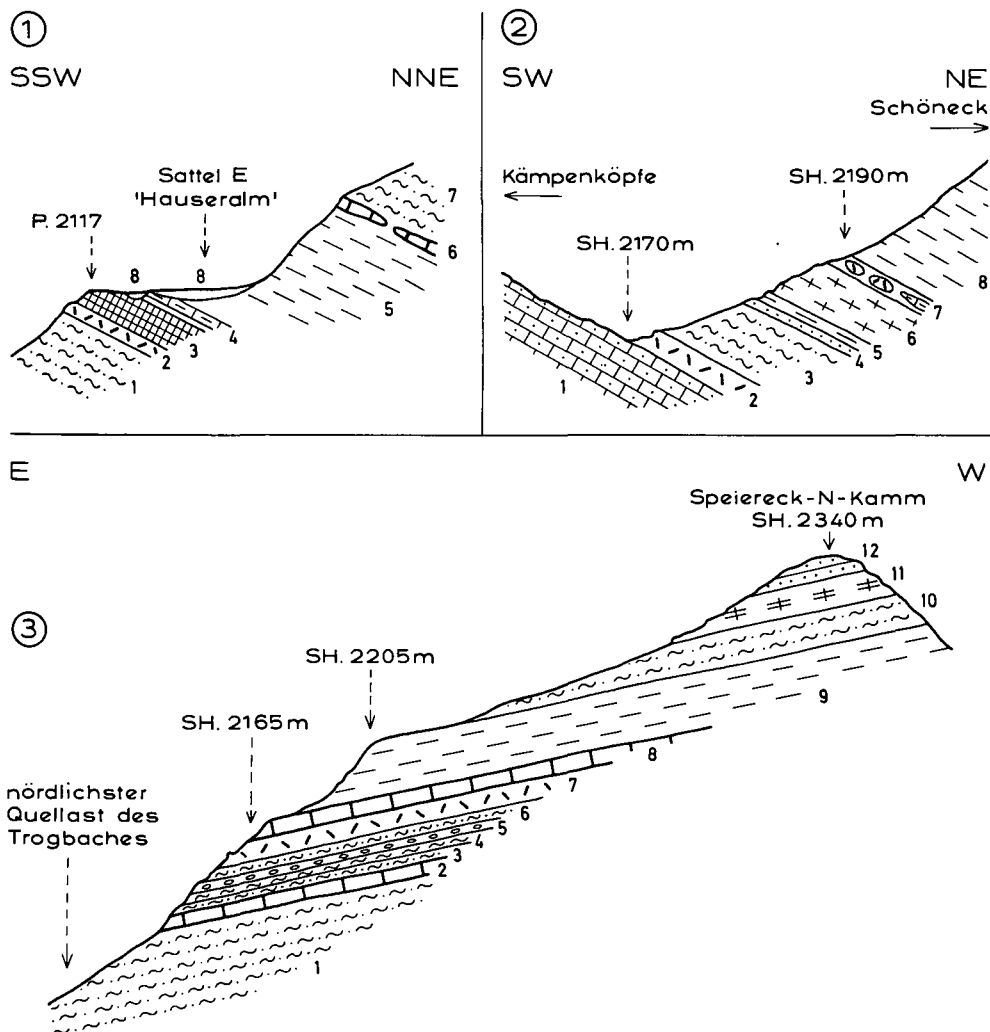 1
SSW NNE
Sattel E
'Hauseralm'
P. 2117
8 8
7
6
5
4
3
2
1
2
SW NE
Schöneck
Kämpenköpfe
SH. 2190m
SH. 2170m
8
7
6
5
4
3
2
1
E W
Speiereck-N-Kamm
SH. 2340m
3
12
11
10
SH. 2205m
9
SH. 2165m
8
7
nördlichster
Quellast des
Trogbaches
6
5
4
3
2
1